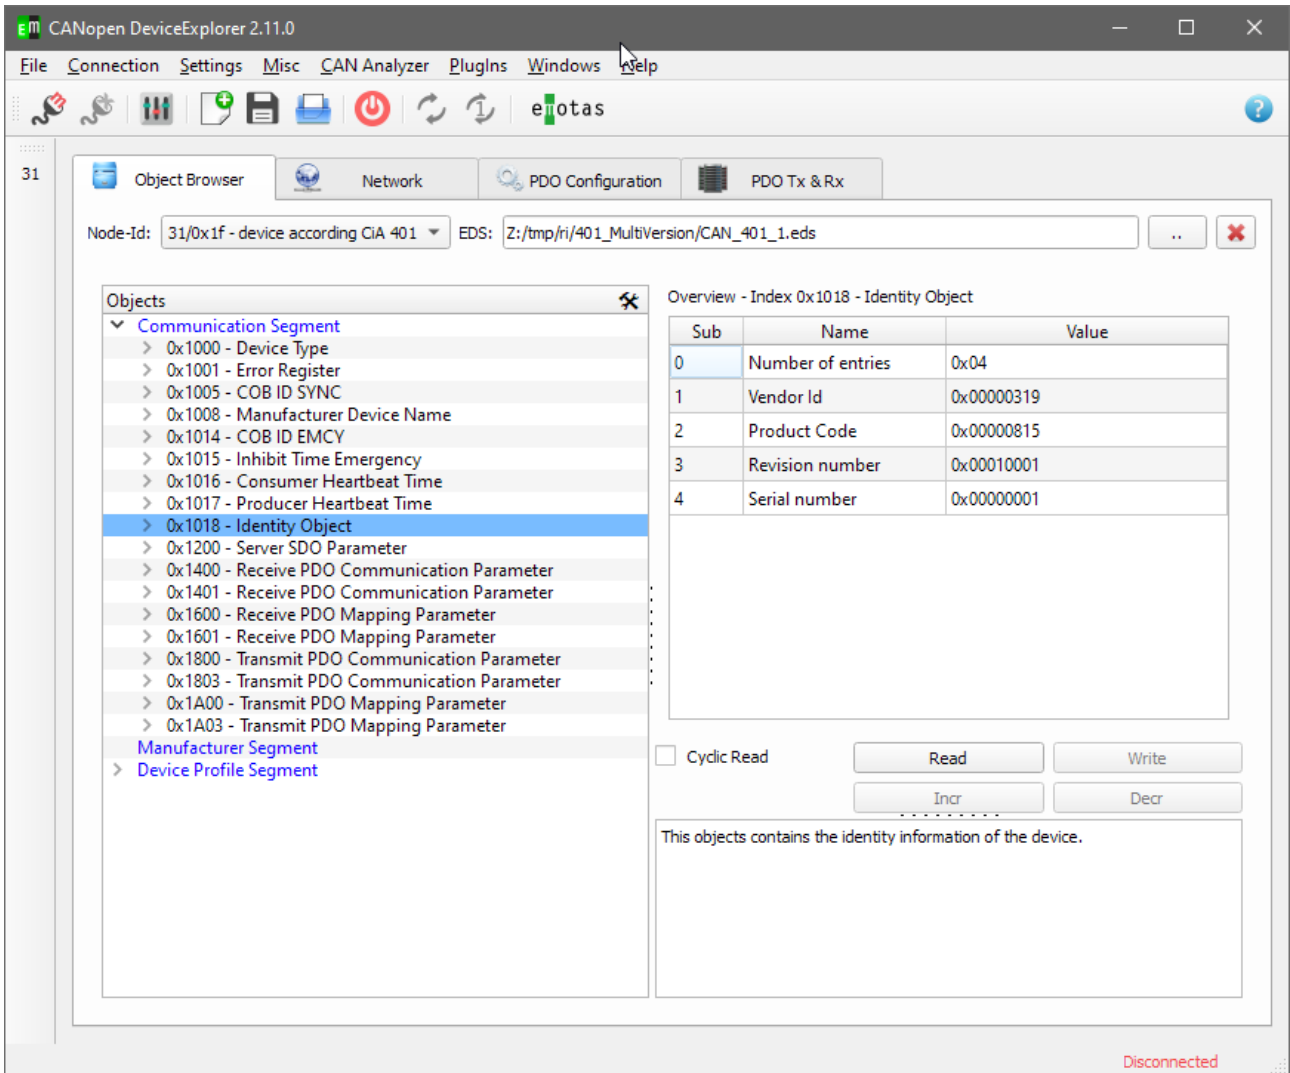 EM CANopen DeviceExplorer 2.11.0
File Connection Settings Misc CAN Analyzer PlugIns Windows Help
emotas
31
Object Browser Network PDO Configuration PDO Tx & Rx
Node-Id: 31/0x1f - device according CiA 401 EDS: Z:/tmp/ri/401_MultiVersion/CAN_401_1.eds ..
Objects
Communication Segment
0x1000 - Device Type
0x1001 - Error Register
0x1005 - COB ID SYNC
0x1008 - Manufacturer Device Name
0x1014 - COB ID EMCY
0x1015 - Inhibit Time Emergency
0x1016 - Consumer Heartbeat Time
0x1017 - Producer Heartbeat Time
0x1018 - Identity Object
0x1200 - Server SDO Parameter
0x1400 - Receive PDO Communication Parameter
0x1401 - Receive PDO Communication Parameter
0x1600 - Receive PDO Mapping Parameter
0x1601 - Receive PDO Mapping Parameter
0x1800 - Transmit PDO Communication Parameter
0x1803 - Transmit PDO Communication Parameter
0x1A00 - Transmit PDO Mapping Parameter
0x1A03 - Transmit PDO Mapping Parameter
Manufacturer Segment
Device Profile Segment
Overview - Index 0x1018 - Identity Object
Sub Name Value
0 Number of entries 0x04
1 Vendor Id 0x00000319
2 Product Code 0x00000815
3 Revision number 0x00010001
4 Serial number 0x00000001
Cyclic Read Read Write
Incr Decr
This objects contains the identity information of the device.
Disconnected